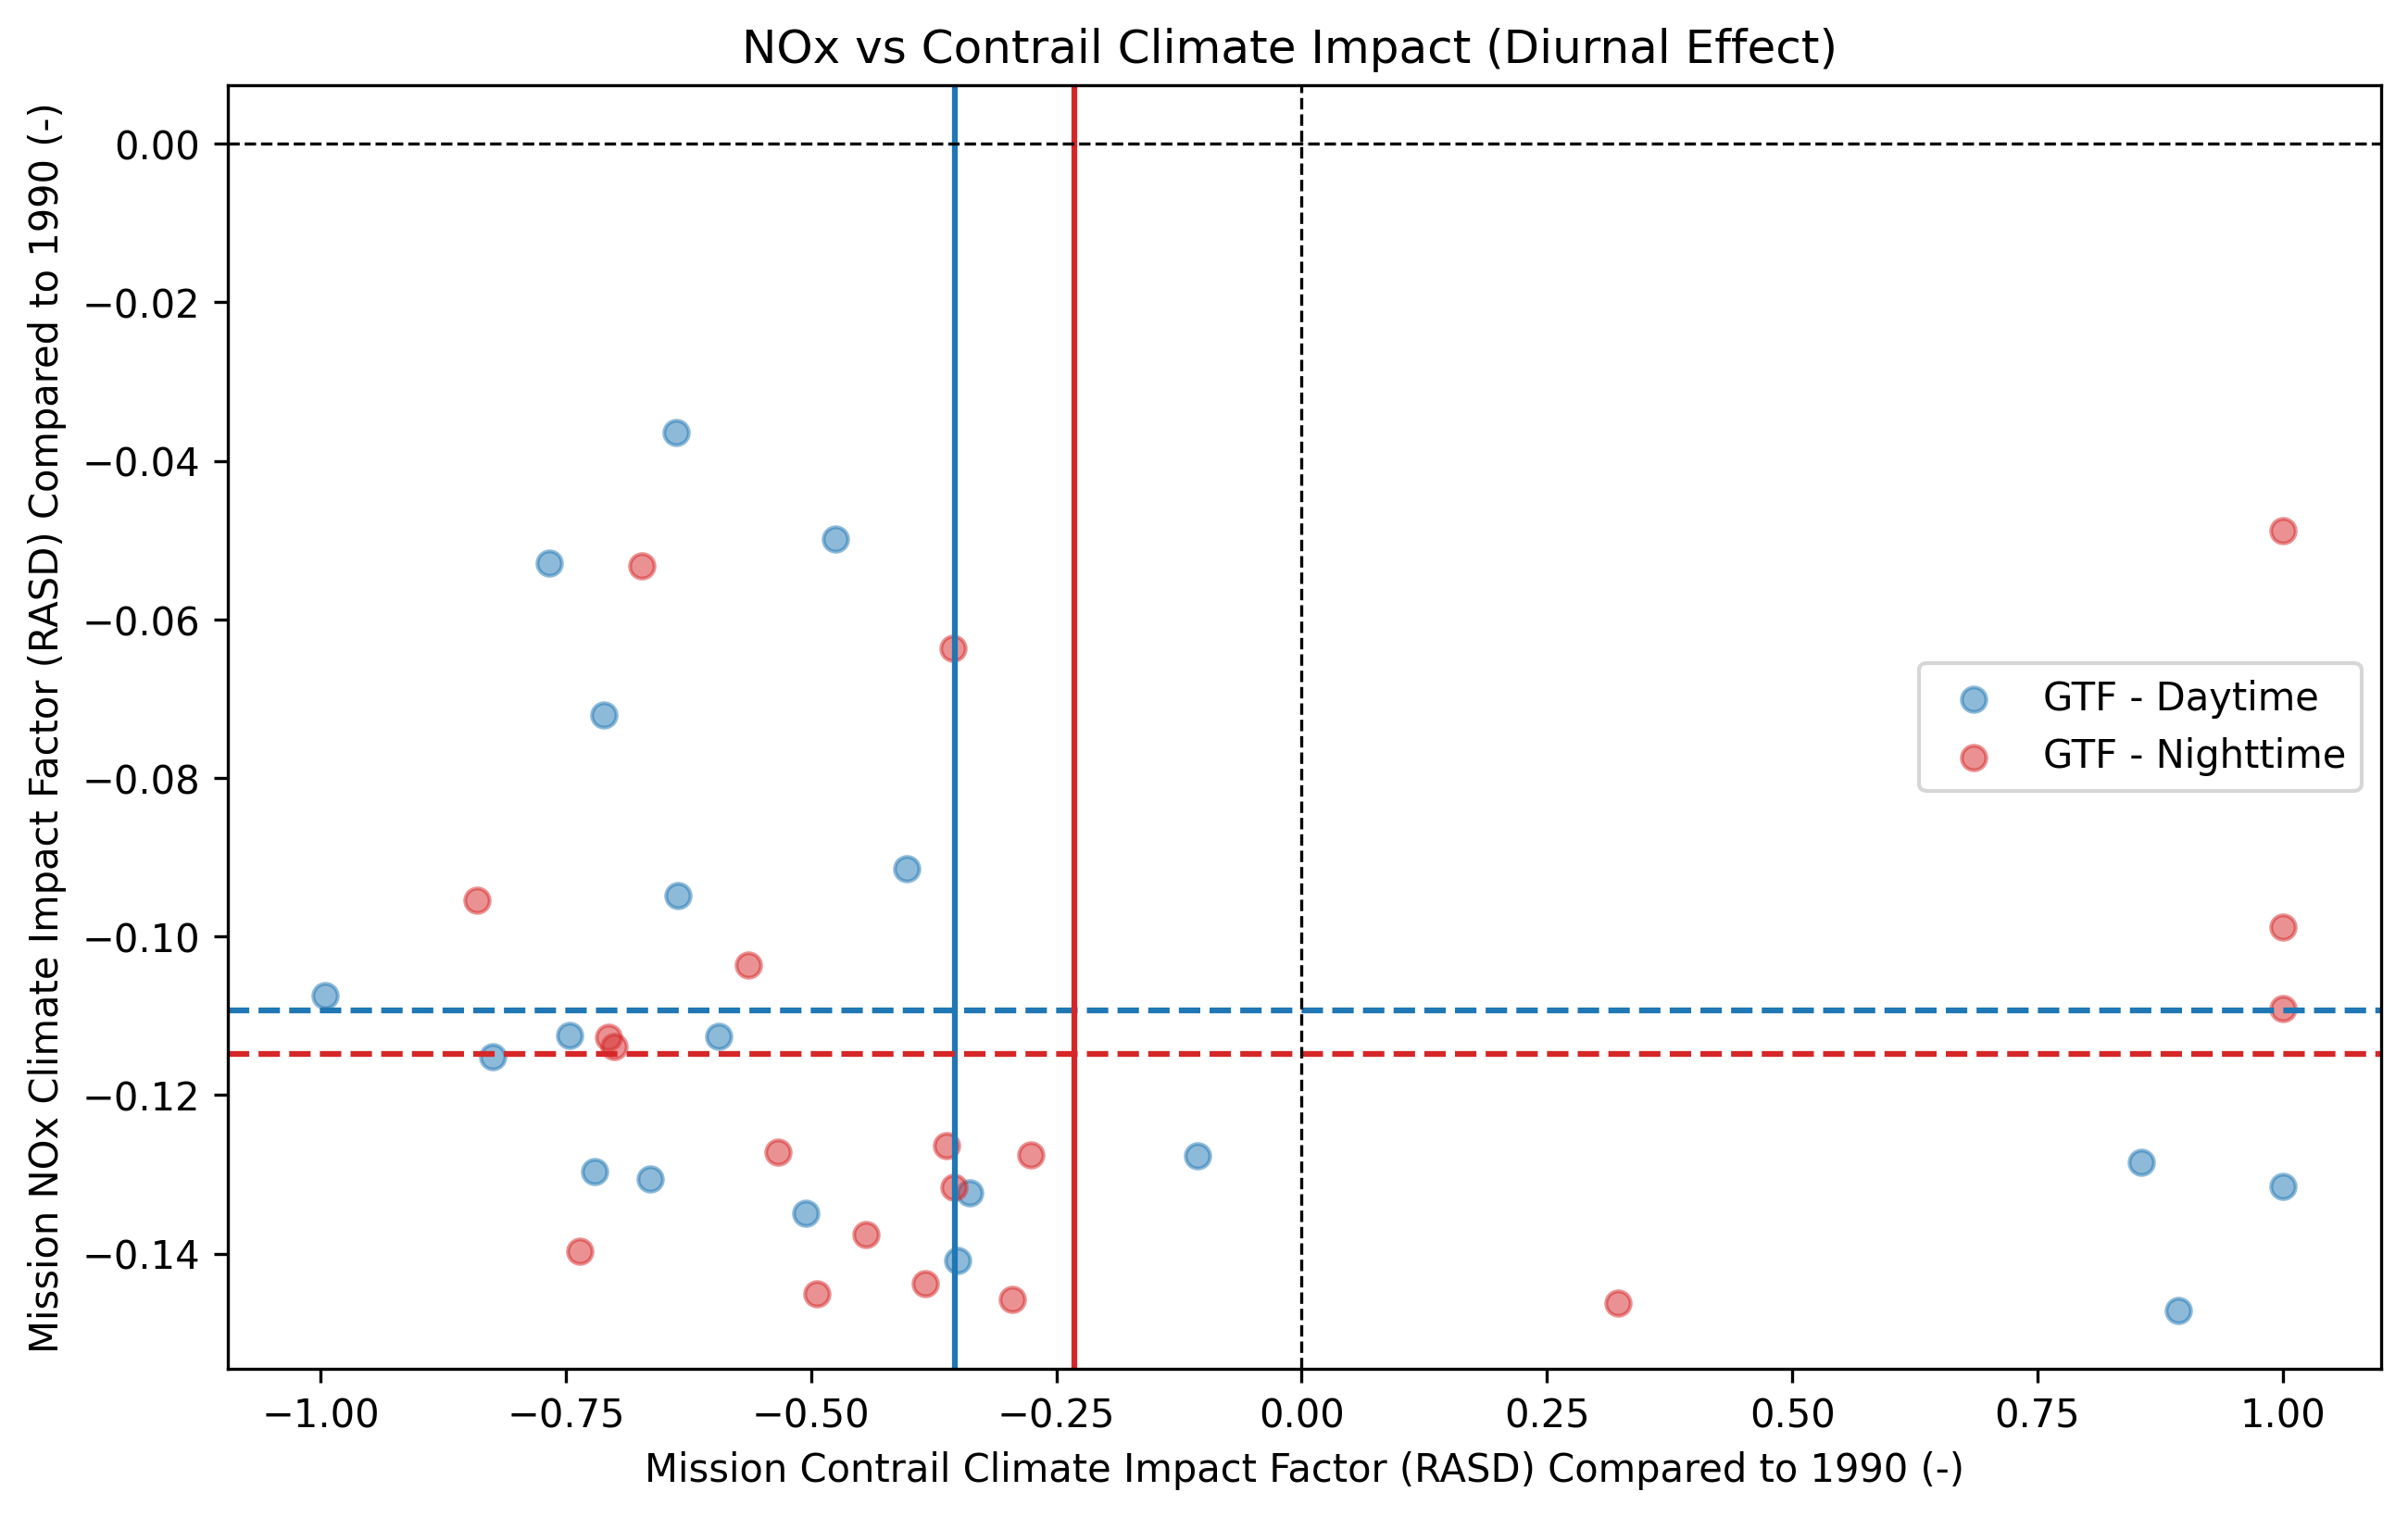 NOx vs Contrail Climate Impact (Diurnal Effect)
Mission NOx Climate Impact Factor (RASD) Compared to 1990 (-)
0.00
−0.02
−0.04
−0.06
−0.08
−0.10
−0.12
−0.14
GTF - Daytime
GTF - Nighttime
−1.00 −0.75 −0.50 −0.25 0.00 0.25 0.50 0.75 1.00
Mission Contrail Climate Impact Factor (RASD) Compared to 1990 (-)